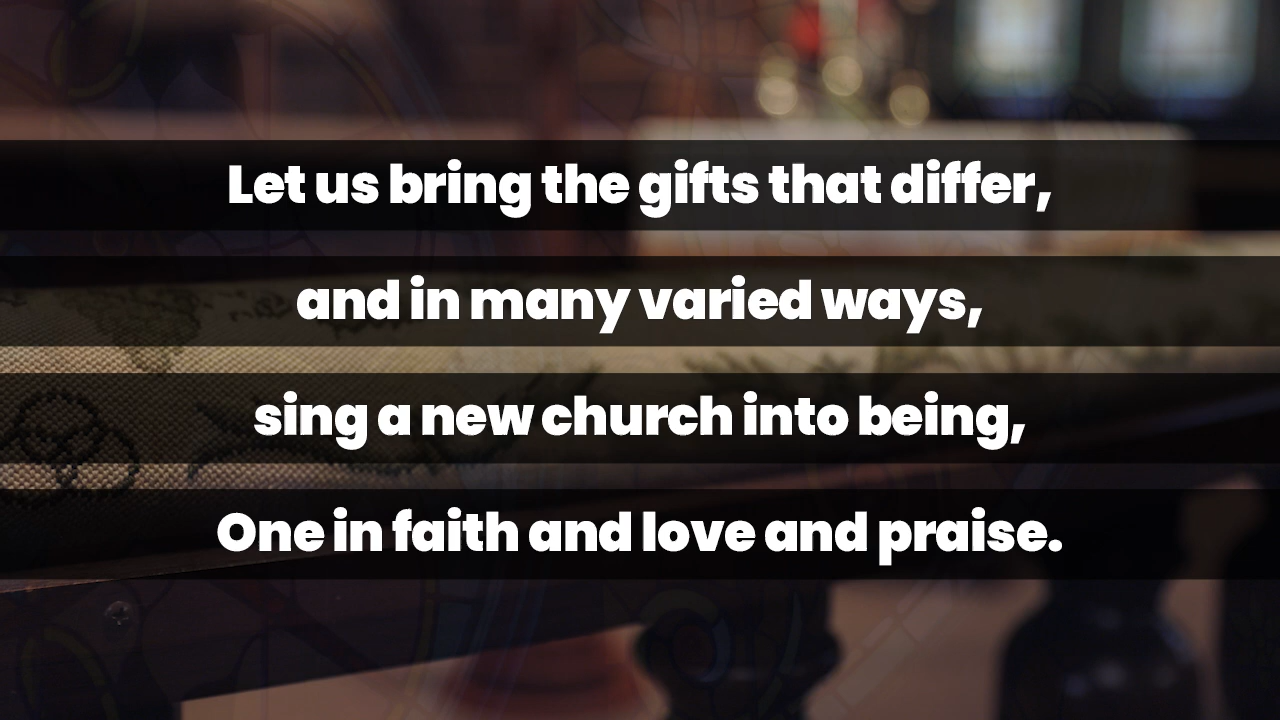 Let us bring the gifts that differ,
and in many varied ways,
sing a new church into being,
One in faith and love and praise.